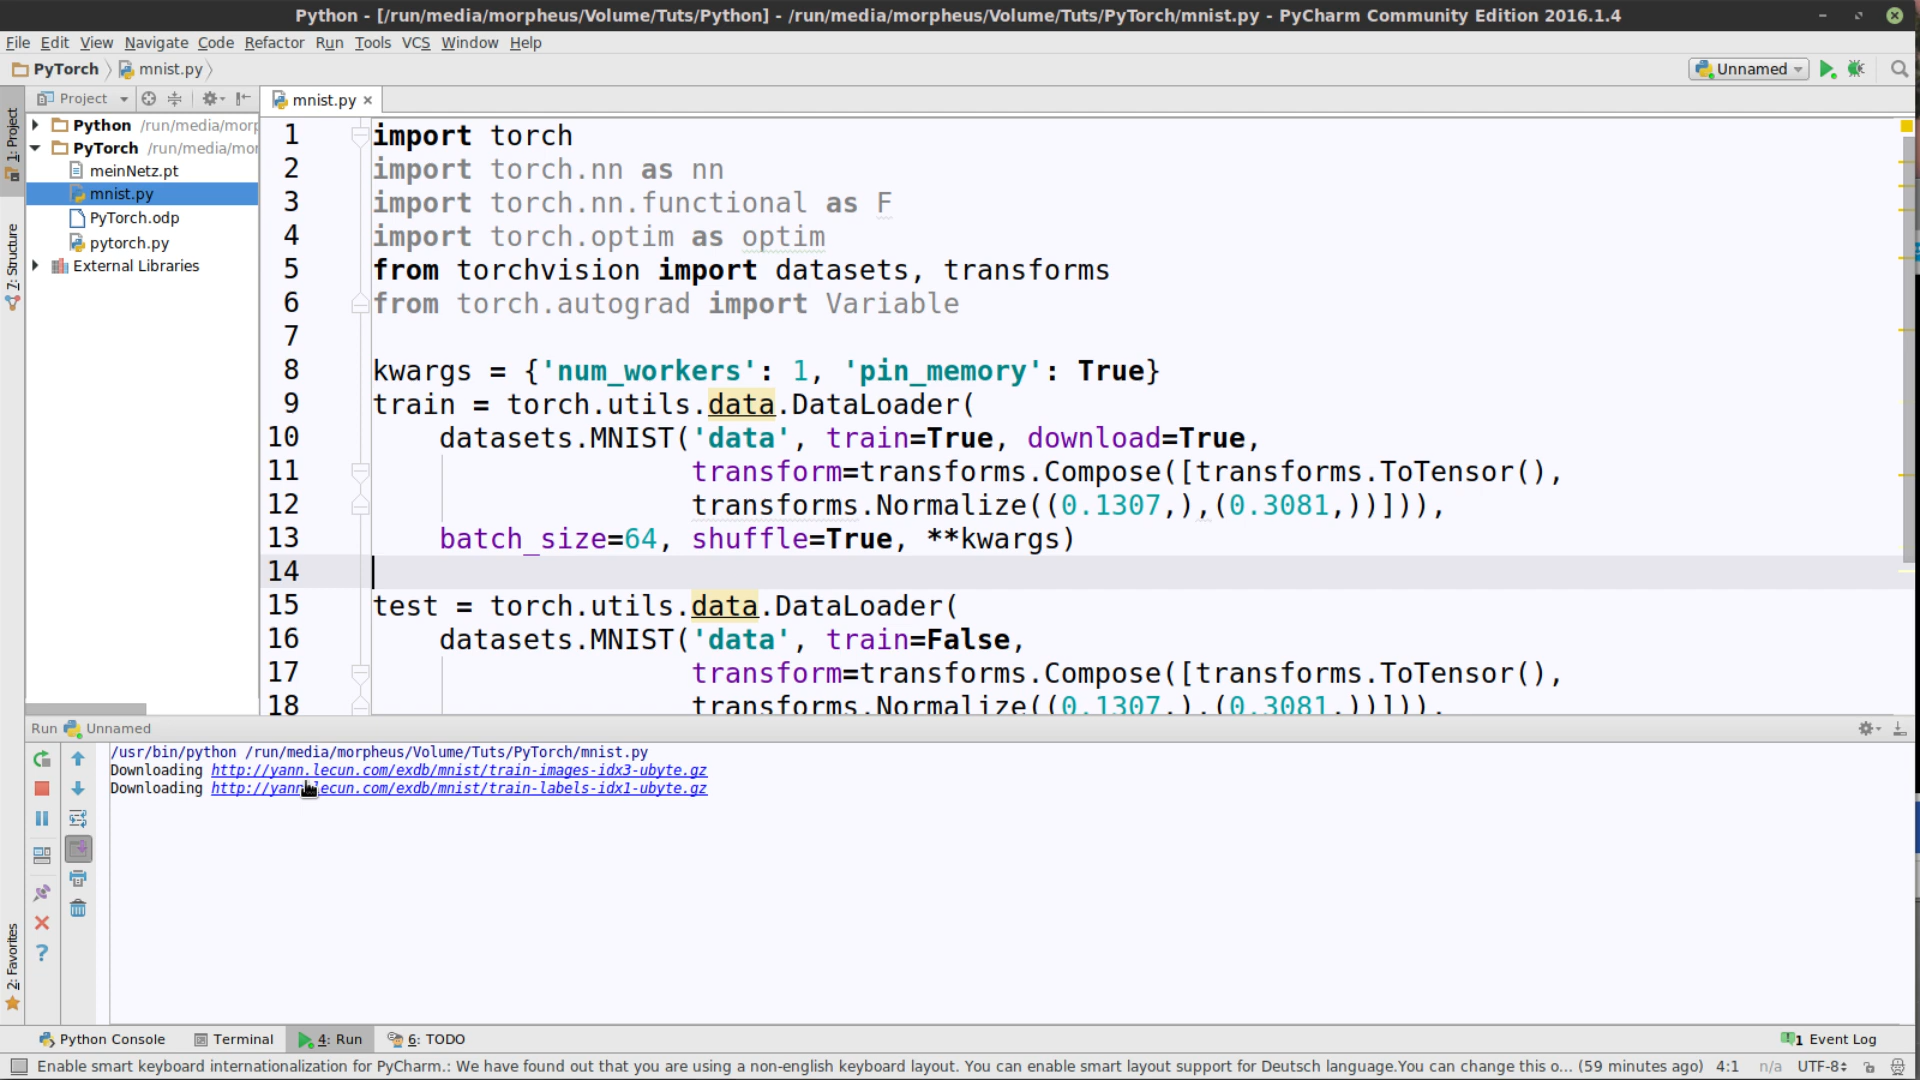 Python - [/run/media/morpheus/Volume/Tuts/Python] - /run/media/morpheus/Volume/Tuts/PyTorch/mnist.py - PyCharm Community Edition 2016.1.4
File Edit View Navigate Code Refactor Run Tools VCS Window Help
PyTorch mnist.py Unnamed
Project mnist.py
1: Project
7: Structure
2: Favorites
Python /run/media/morp
PyTorch /run/media/mor
meinNetz.pt
mnist.py
PyTorch.odp
pytorch.py
External Libraries
1 import torch
2 import torch.nn as nn
3 import torch.nn.functional as F
4 import torch.optim as optim
5 from torchvision import datasets, transforms
6 from torch.autograd import Variable
7
8 kwargs = {'num_workers': 1, 'pin_memory': True}
9 train = torch.utils.data.DataLoader(
10 datasets.MNIST('data', train=True, download=True,
11 transform=transforms.Compose([transforms.ToTensor(),
12 transforms.Normalize((0.1307,),(0.3081,))])),
13 batch_size=64, shuffle=True, **kwargs)
14
15 test = torch.utils.data.DataLoader(
16 datasets.MNIST('data', train=False,
17 transform=transforms.Compose([transforms.ToTensor(),
18 transforms.Normalize((0.1307,),(0.3081,))])),
Run Unnamed
/usr/bin/python /run/media/morpheus/Volume/Tuts/PyTorch/mnist.py
Downloading http://yann.lecun.com/exdb/mnist/train-images-idx3-ubyte.gz
Downloading http://yann.lecun.com/exdb/mnist/train-labels-idx1-ubyte.gz
Python Console Terminal 4: Run 6: TODO 1 Event Log
Enable smart keyboard internationalization for PyCharm.: We have found out that you are using a non-english keyboard layout. You can enable smart layout support for Deutsch language.You can change this o... (59 minutes ago) 4:1 n/a UTF-8